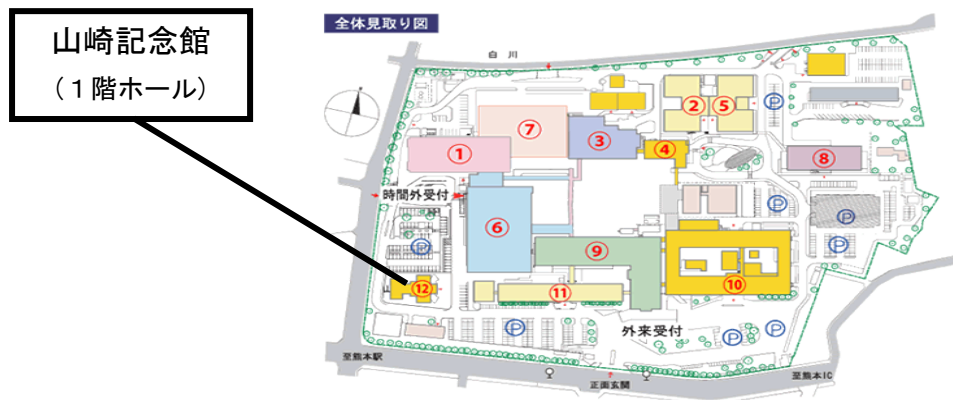 山崎記念館
（１階ホール）
全体見取り図
白川
②
⑤
Ⓟ
⑦
③
①
④
⑧
時間外受付
Ⓟ
Ⓟ
⑥
Ⓟ
Ⓟ
⑨
⑫
⑪
⑩
Ⓟ
外来受付
Ⓟ
Ⓟ
至熊本駅
正面玄関
至熊本IC